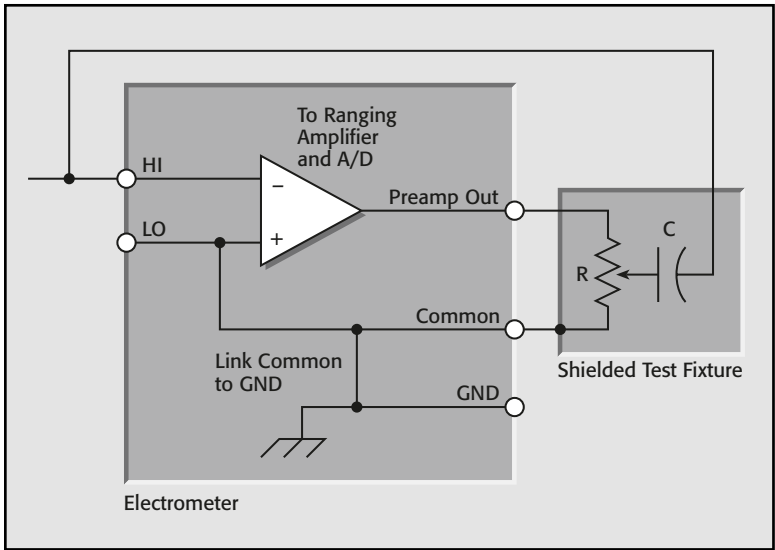 To Ranging
Amplifier
and A/D
HI
−
Preamp Out
LO
+
C
R
Common
Link Common
to GND
Shielded Test Fixture
GND
Electrometer